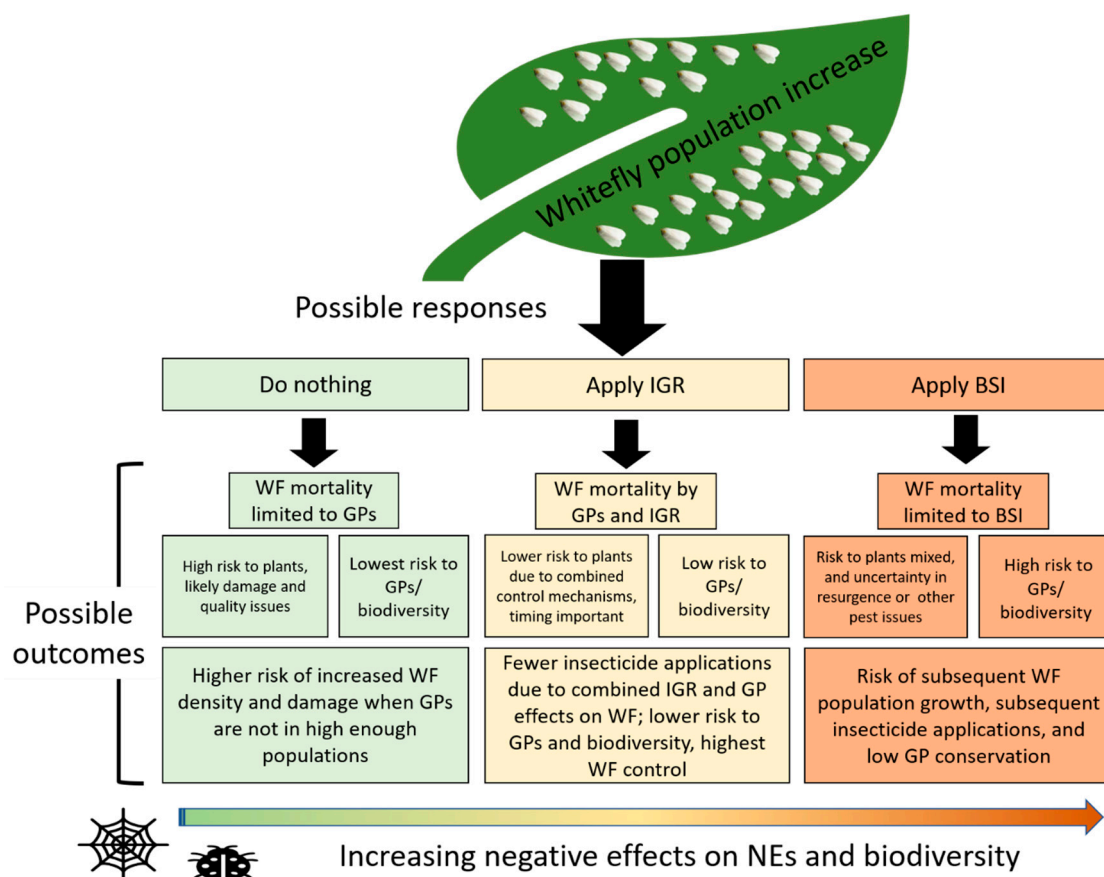 Whitefly population increase
Possible responses
Do nothing
Apply IGR
Apply BSI
Possible
outcomes
WF mortality
limited to GPs
WF mortality by
GPs and IGR
WF mortality
limited to BSI
High risk to plants,
likely damage and
quality issues
Lowest risk to
GPs/
biodiversity
Lower risk to plants
due to combined
control mechanisms,
timing important
Low risk to
GPs/
biodiversity
Risk to plants mixed,
and uncertainty in
resurgence or other
pest issues
High risk to
GPs/
biodiversity
Higher risk of increased WF
density and damage when GPs
are not in high enough
populations
Fewer insecticide applications
due to combined IGR and GP
effects on WF; lower risk to
GPs and biodiversity, highest
WF control
Risk of subsequent WF
population growth, subsequent
insecticide applications, and
low GP conservation
Increasing negative effects on NEs and biodiversity